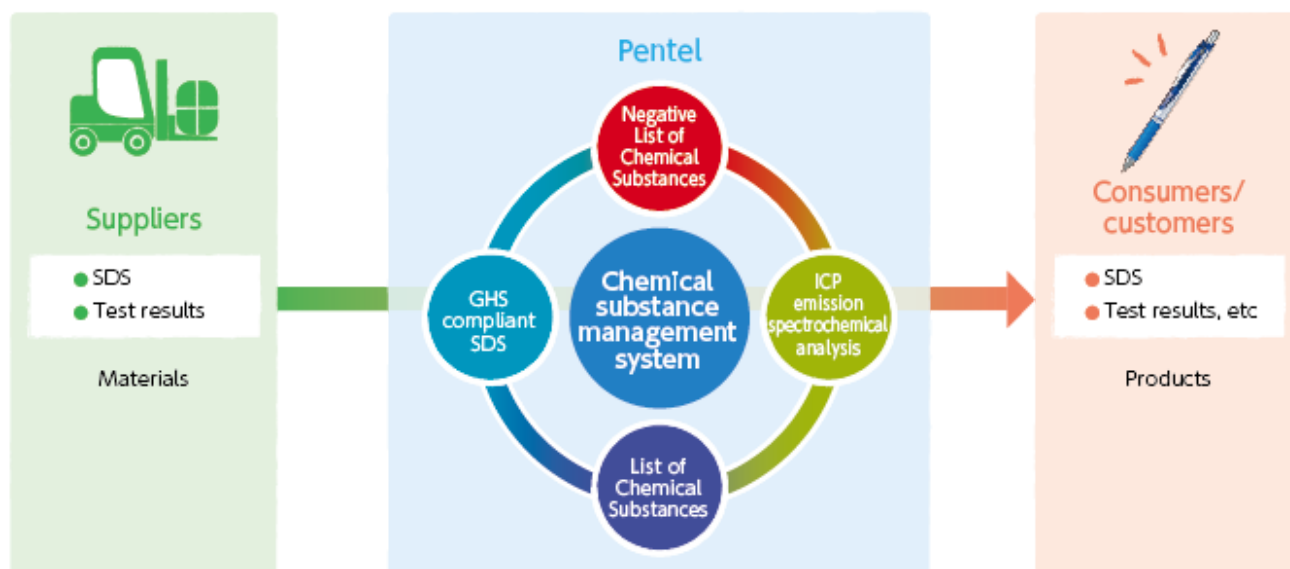 Suppliers
SDS
Test results
Materials
Pentel
Negative
List of
Chemical
Substances
GHS
compliant
SDS
Chemical
substance
management
system
ICP
emission
spectrochemical
analysis
List of
Chemical
Substances
Consumers/
customers
SDS
Test results, etc
Products